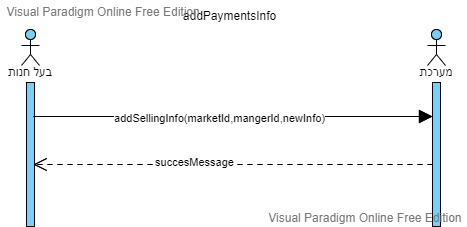 Visual Paradigm Online Free Edition
addPaymentsInfo
בעל חנות
מערכת
addSellingInfo(marketId,mangerId,newInfo)
succesMessage
Visual Paradigm Online Free Edition